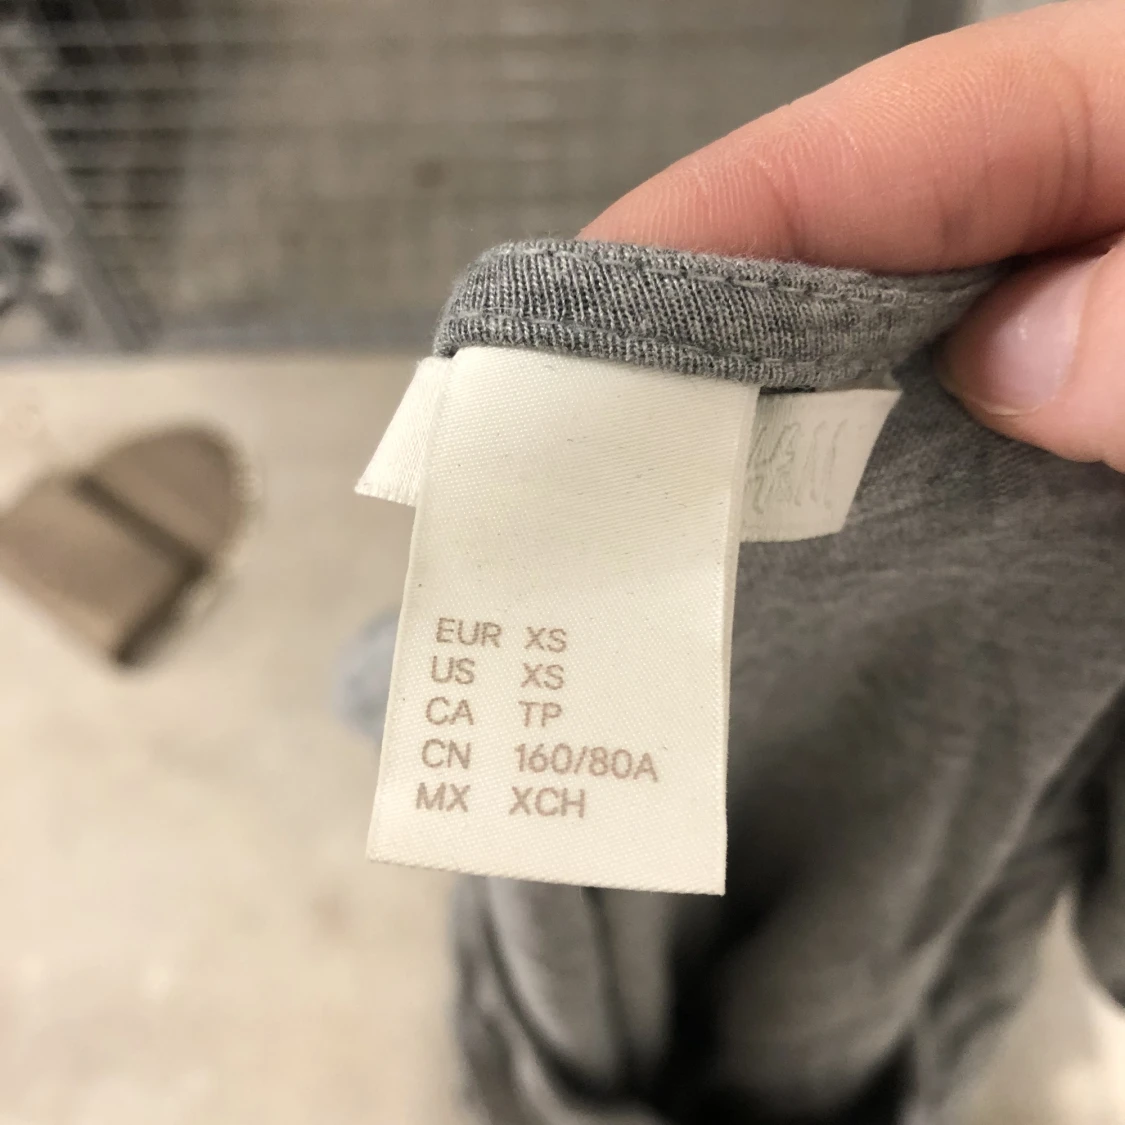 EUR XS
US XS
CA TP
CN 160/80A
MX XCH